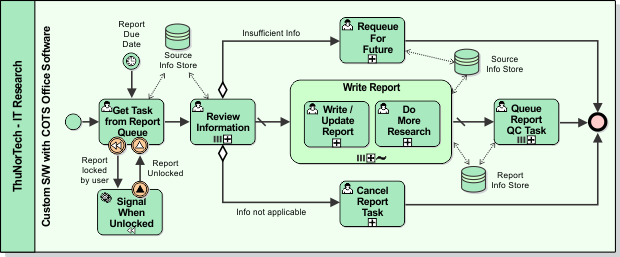 ThuNorTech - IT Research
Custom S/W with COTS Office Software
Report
Due
Date
Source
Info Store
Get Task
from Report
Queue
Report
locked
by user
Report
Unlocked
Signal
When
Unlocked
Review
Information
Insufficient Info
Info not applicable
Requeue
For
Future
Source
Info Store
Write Report
Write /
Update
Report
Do
More
Research
Cancel
Report
Task
Report
Info Store
Queue
Report
QC Task